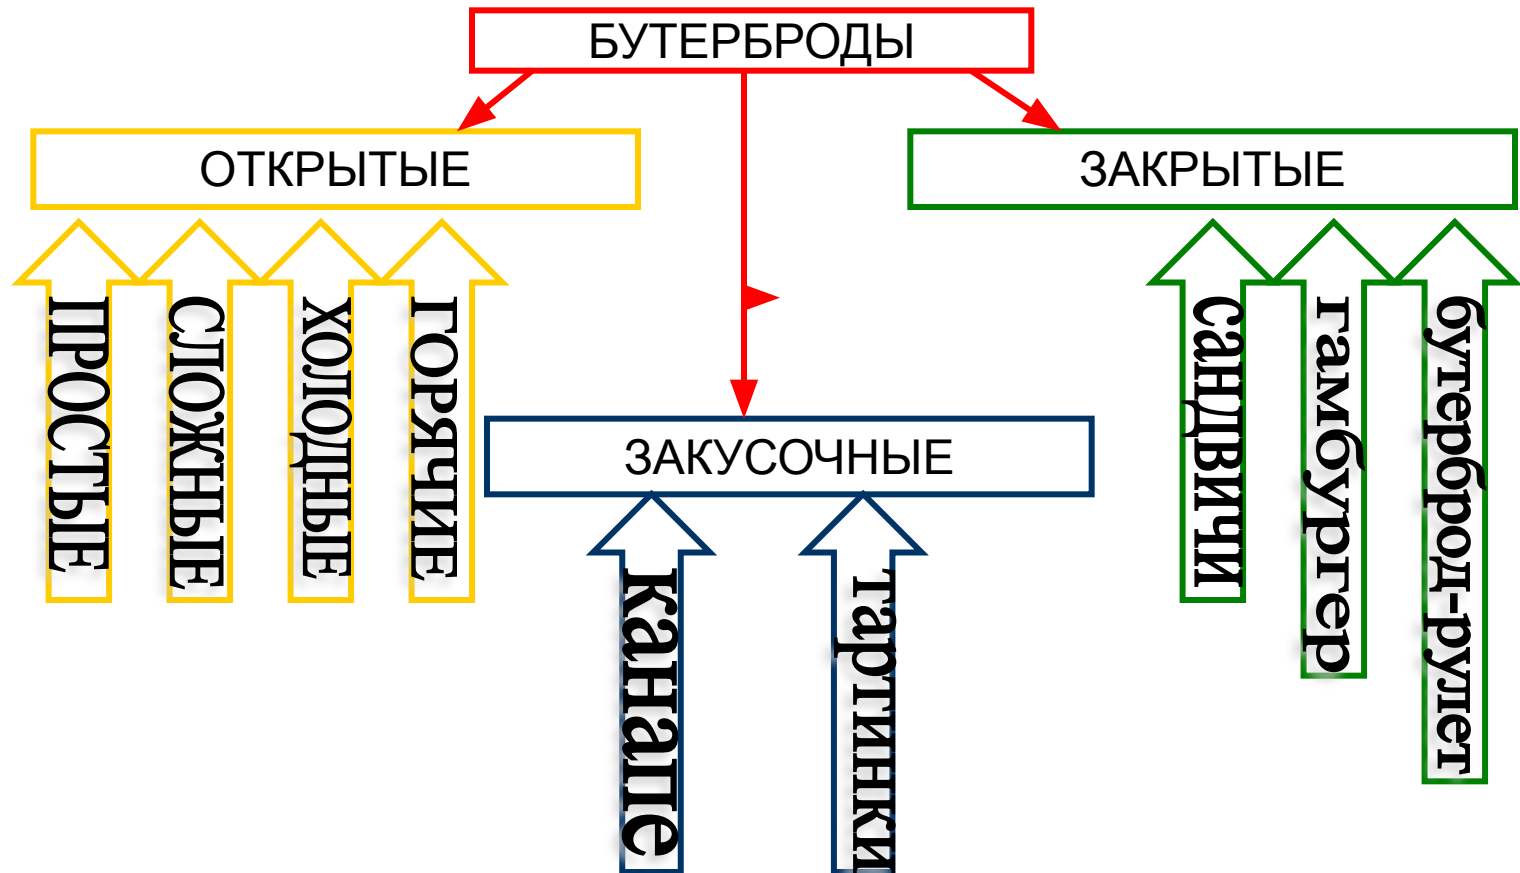 БУТЕРБРОДЫ
ОТКРЫТЫЕ
ЗАКРЫТЫЕ
ПРОСТЫЕ
СЛОЖНЫЕ
ХОЛОДНЫЕ
ГОРЯЧИЕ
ЗАКУСОЧНЫЕ
канапе
тартинки
сандвичи
гамбургер
бутерброд-рулет